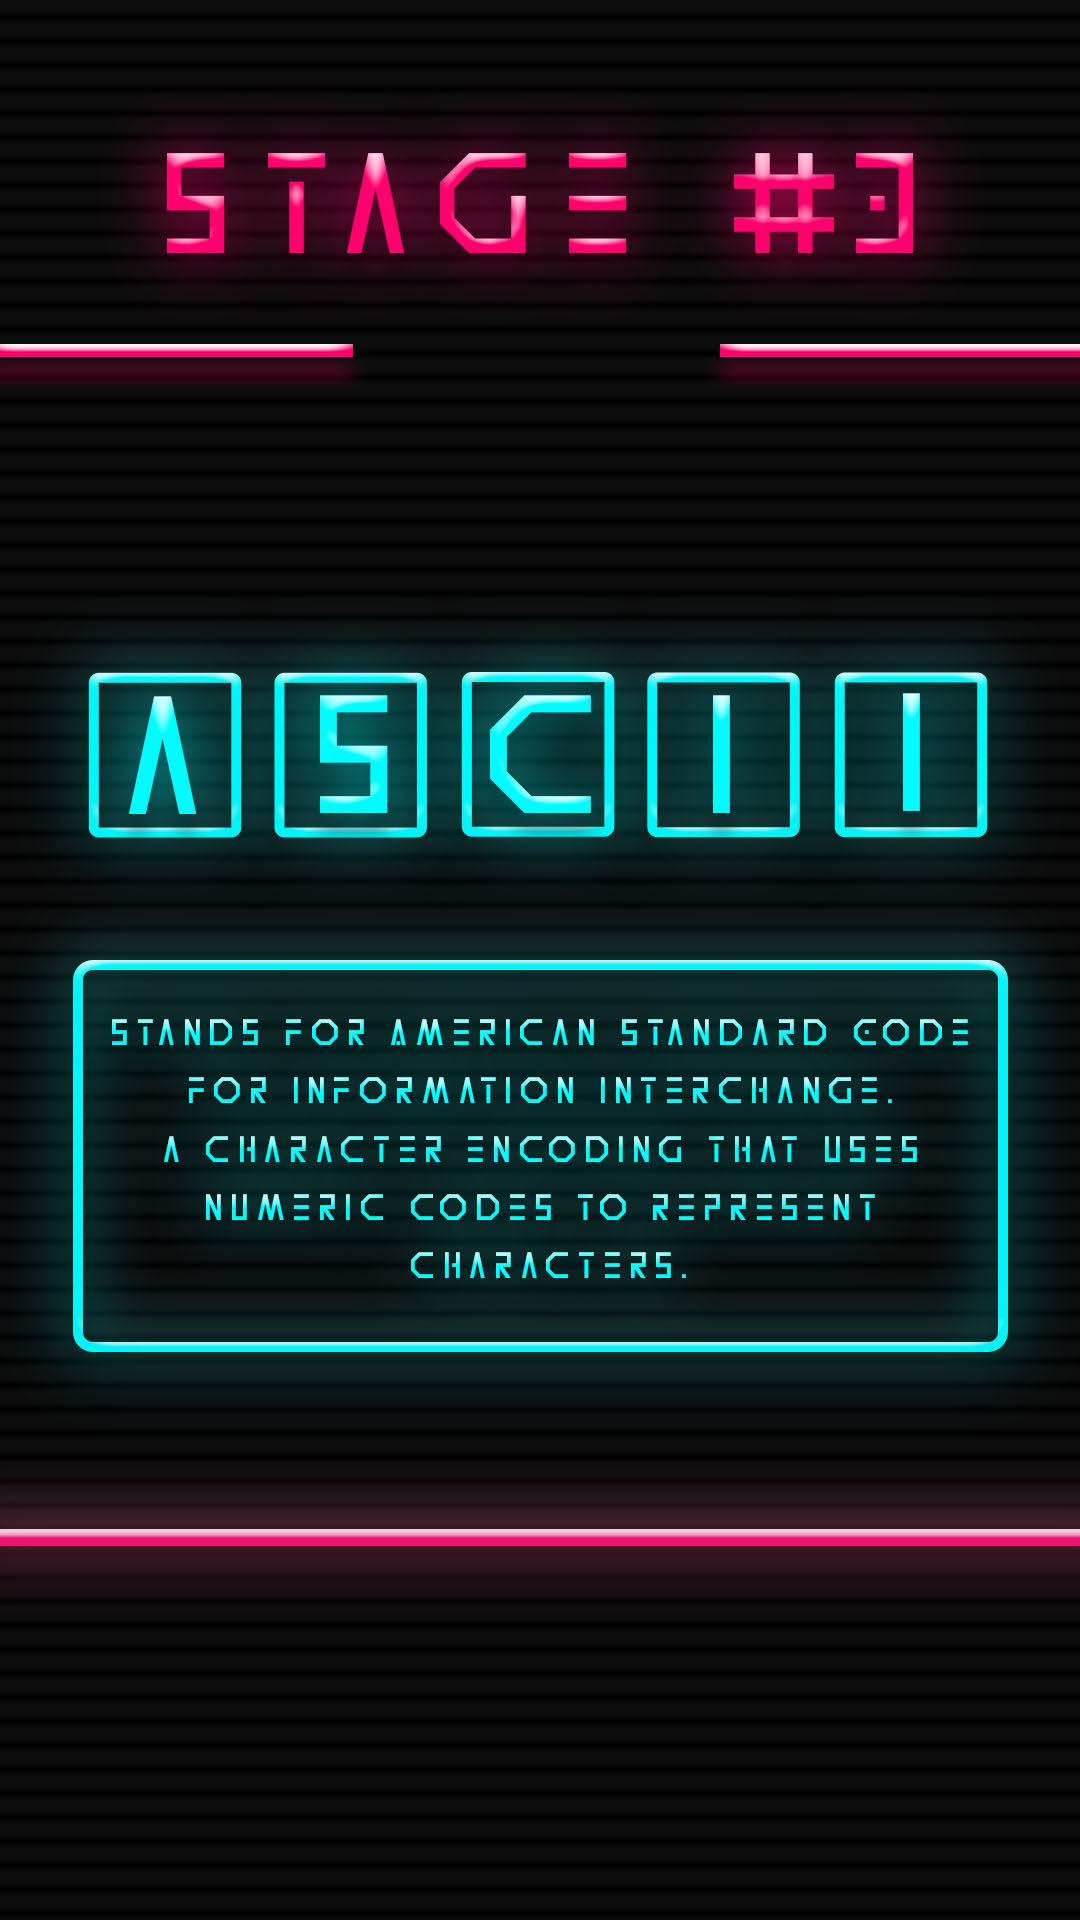 STAGE #3
ASCII
STANDS FOR AMERICAN STANDARD CODE
FOR INFORMATION INTERCHANGE.
A CHARACTER ENCODING THAT USES
NUMERIC CODES TO REPRESENT
CHARACTERS.